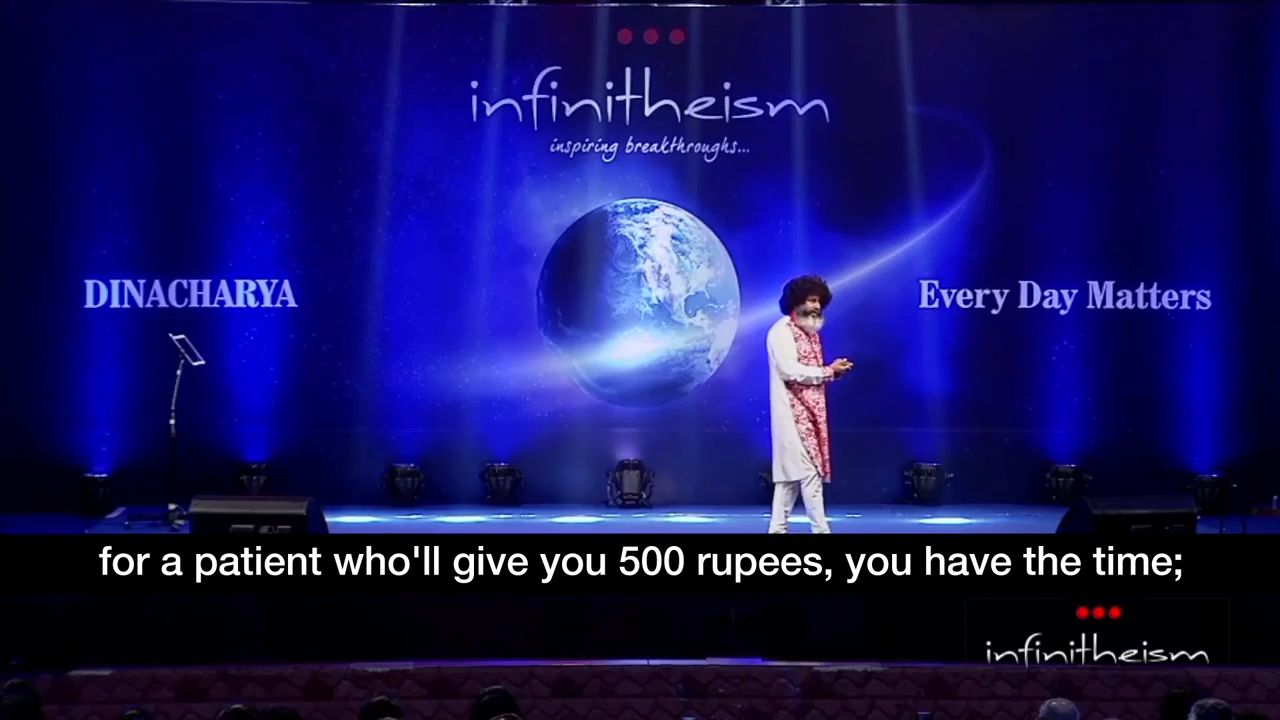 infinitheism
inspiring breakthroughs...
DINACHARYA
Every Day Matters
for a patient who'll give you 500 rupees, you have the time;
infinitheism